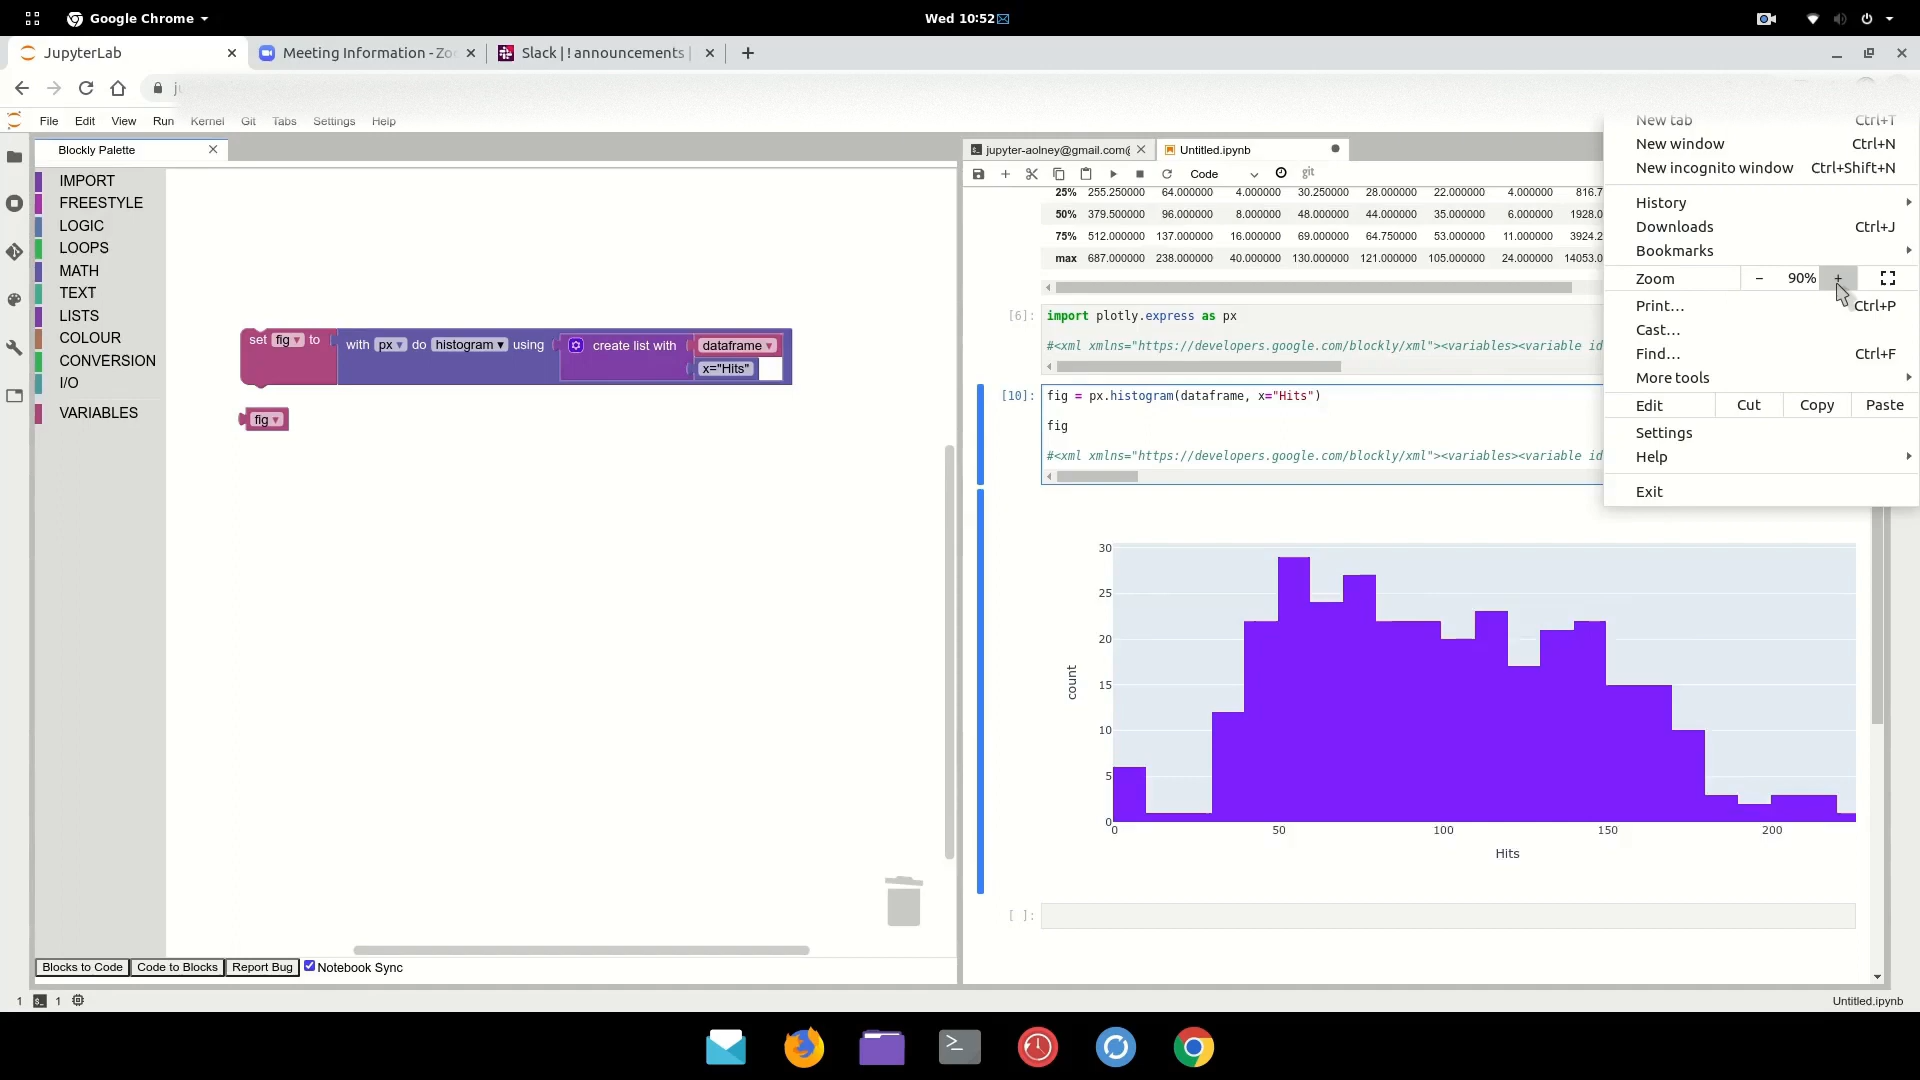 Google Chrome
Wed 10:52
JupyterLab
Meeting Information - Zo
Slack | ! announcements |
File Edit View Run Kernel Git Tabs Settings Help
New tab Ctrl+T
New window Ctrl+N
New incognito window Ctrl+Shift+N
History
Downloads Ctrl+J
Bookmarks
Zoom − 90% +
Print… Ctrl+P
Cast…
Find… Ctrl+F
More tools
Edit Cut Copy Paste
Settings
Help
Exit
Blockly Palette
IMPORT
FREESTYLE
LOGIC
LOOPS
MATH
TEXT
LISTS
COLOUR
CONVERSION
I/O
VARIABLES
set fig to with px do histogram using create list with dataframe
x="Hits"
fig
Blocks to Code Code to Blocks Report Bug Notebook Sync
jupyter-aolney@gmail.com@ Untitled.ipynb
Code git
25% 255.250000 64.000000 4.000000 30.250000 28.000000 22.000000 4.000000 816.7
50% 379.500000 96.000000 8.000000 48.000000 44.000000 35.000000 6.000000 1928.0
75% 512.000000 137.000000 16.000000 69.000000 64.750000 53.000000 11.000000 3924.2
max 687.000000 238.000000 40.000000 130.000000 121.000000 105.000000 24.000000 14053.0
[6]: import plotly.express as px
#<xml xmlns="https://developers.google.com/blockly/xml"><variables><variable id
[10]: fig = px.histogram(dataframe, x="Hits")
fig
#<xml xmlns="https://developers.google.com/blockly/xml"><variables><variable id
30
25
20
15
10
5
0
count
0 50 100 150 200
Hits
[ ]:
1 1
Untitled.ipynb